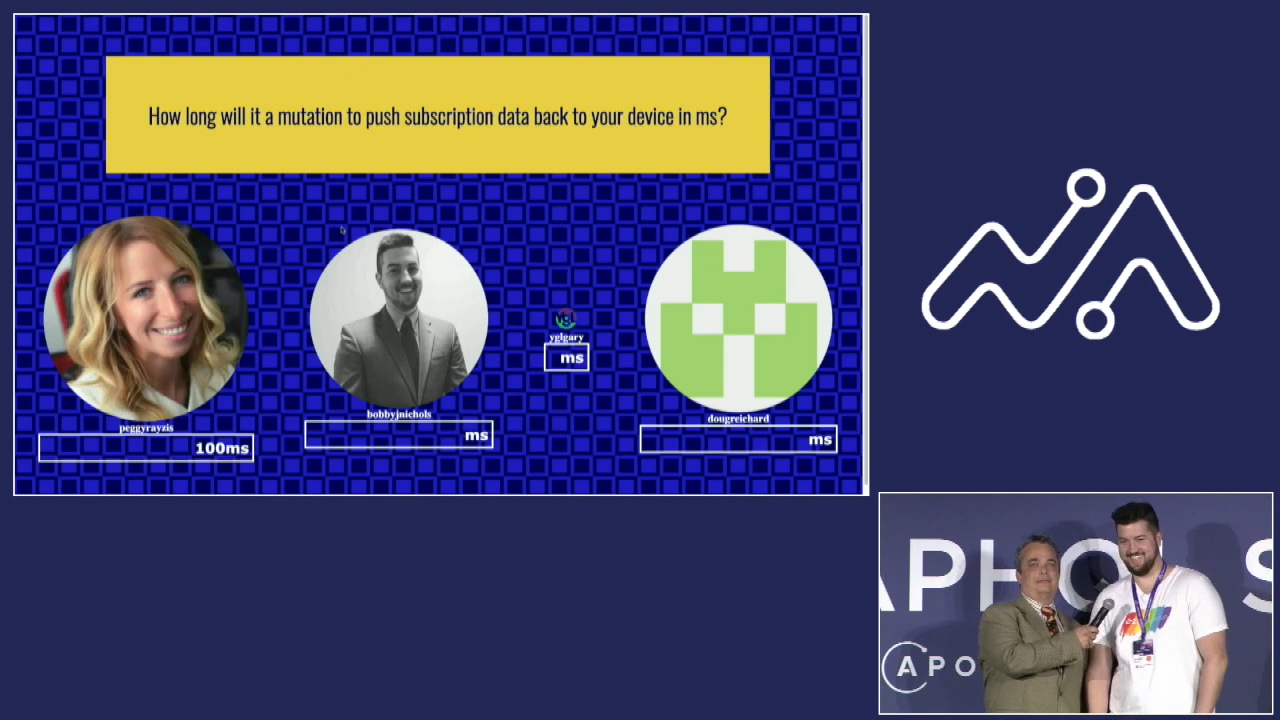 How long will it a mutation to push subscription data back to your device in ms?
peggyrayzis
100ms
bobbyjnichols
ms
yglgary
ms
dougreichard
ms
APH
S
APO